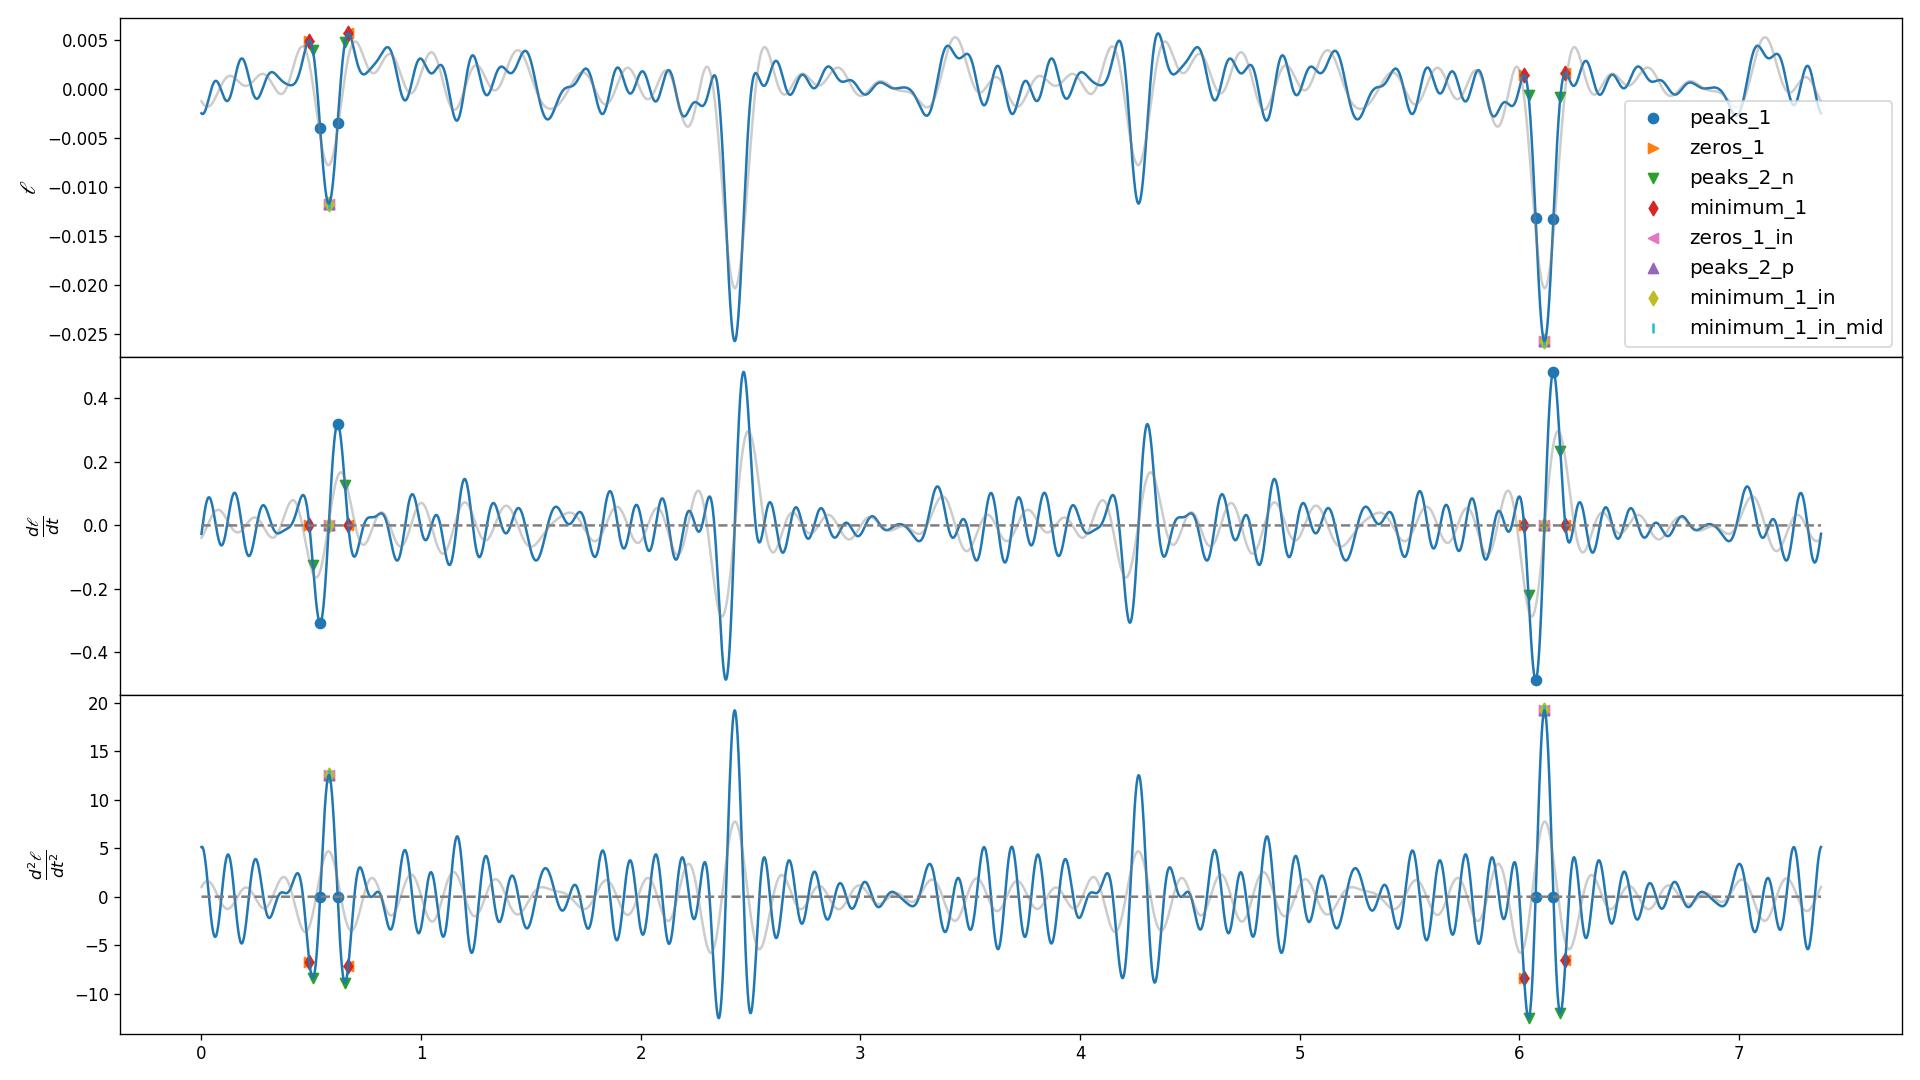 0.005
0.000
−0.005
−0.010
−0.015
−0.020
−0.025
ℓ
peaks_1
zeros_1
peaks_2_n
minimum_1
zeros_1_in
peaks_2_p
minimum_1_in
minimum_1_in_mid
0.4
0.2
0.0
−0.2
−0.4
dℓ
dt
20
15
10
5
0
−5
−10
d²ℓ
dt²
0 1 2 3 4 5 6 7